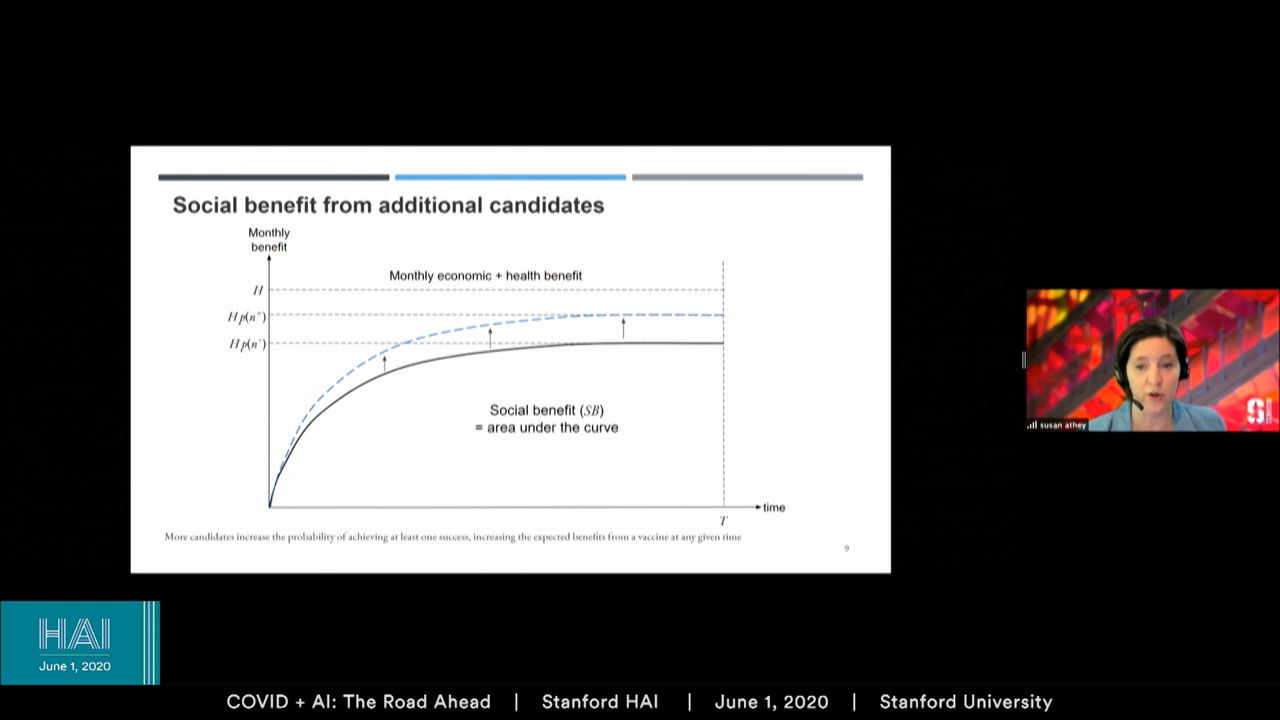 Social benefit from additional candidates
Monthly
benefit
Monthly economic + health benefit
H
Hp(n″)
Hp(n′)
Social benefit (SB)
= area under the curve
time
T
More candidates increase the probability of achieving at least one success, increasing the expected benefits from a vaccine at any given time
9
susan athey
S
HAI
June 1, 2020
COVID + AI: The Road Ahead | Stanford HAI | June 1, 2020 | Stanford University